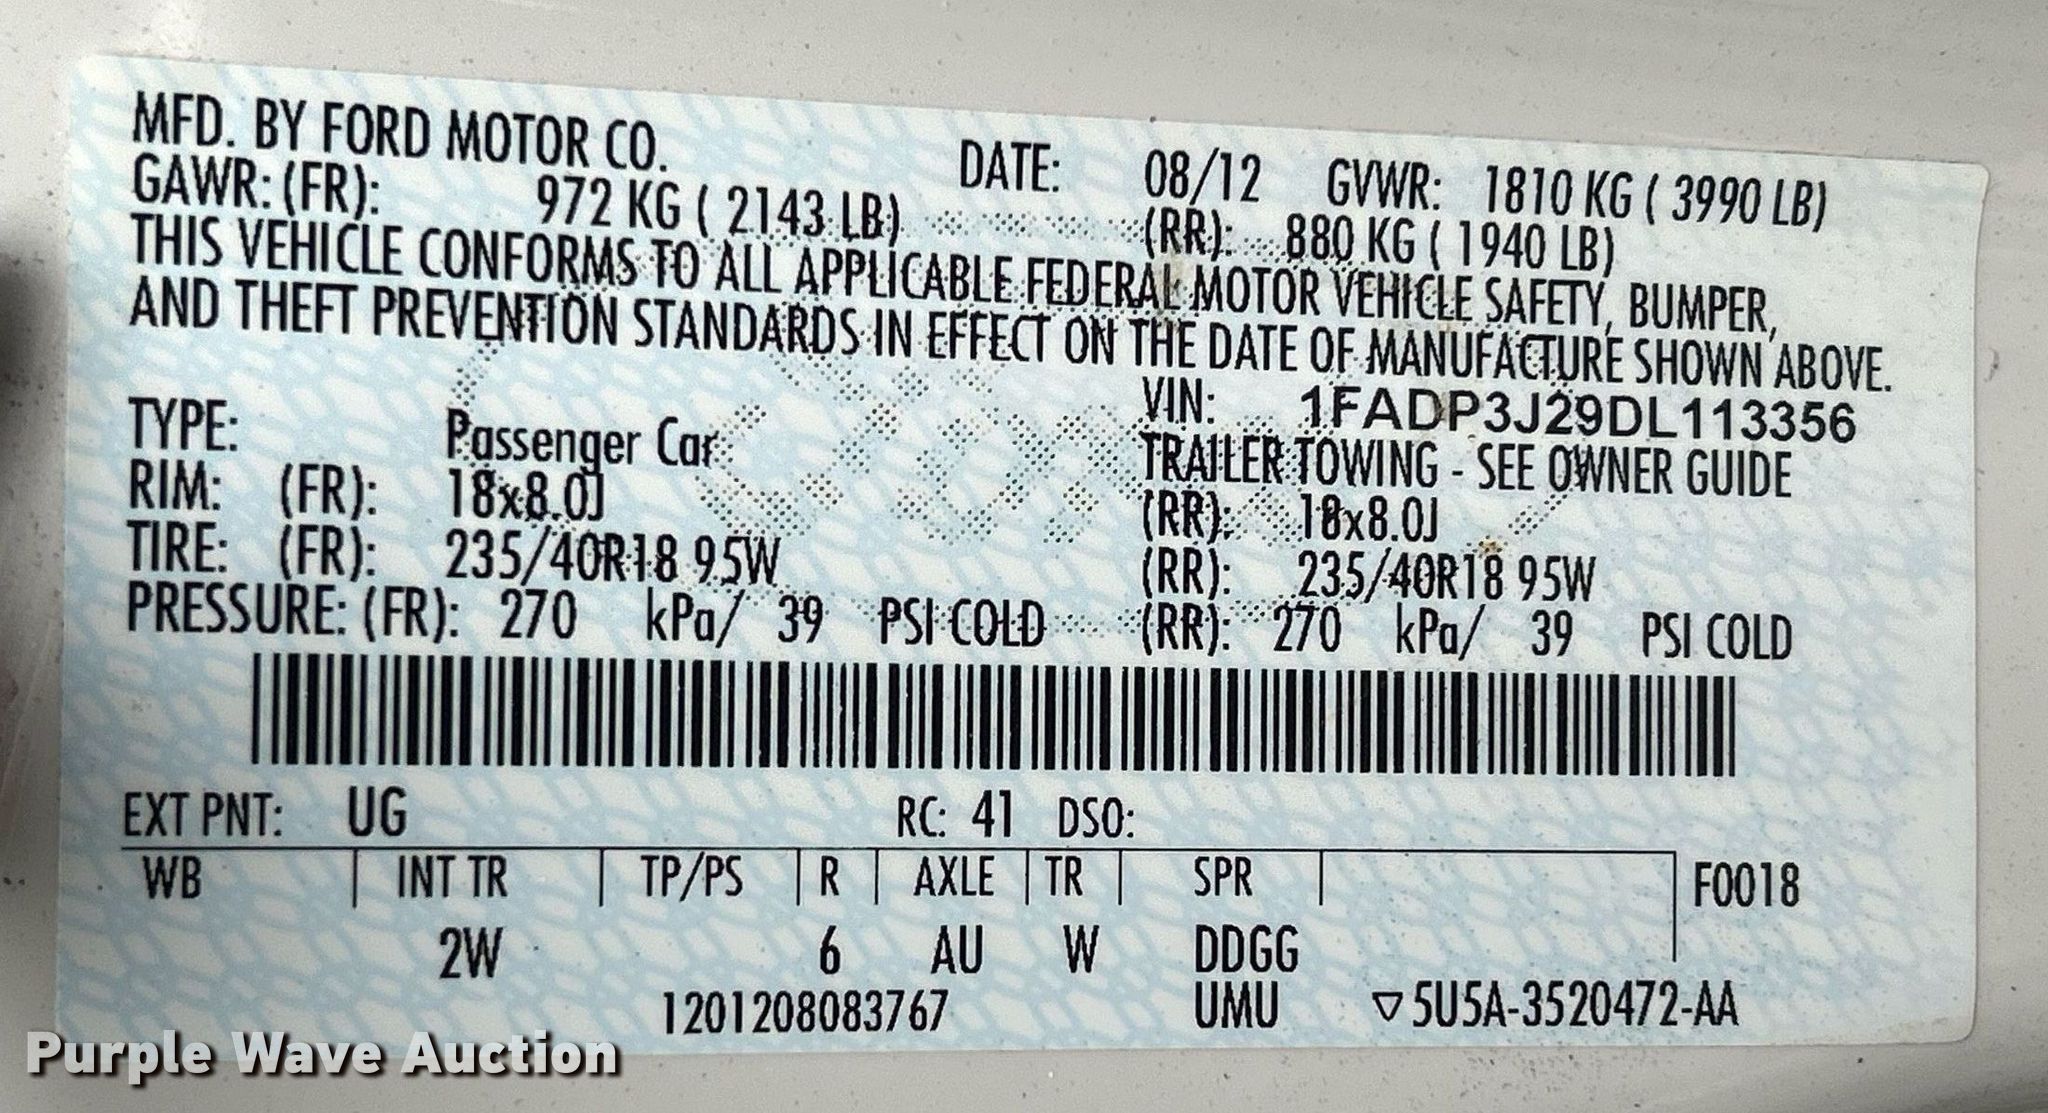 MFD. BY FORD MOTOR CO. DATE: 08/12 GVWR: 1810 KG ( 3990 LB)
GAWR: (FR): 972 KG ( 2143 LB) (RR): 880 KG ( 1940 LB)
THIS VEHICLE CONFORMS TO ALL APPLICABLE FEDERAL MOTOR VEHICLE SAFETY, BUMPER,
AND THEFT PREVENTION STANDARDS IN EFFECT ON THE DATE OF MANUFACTURE SHOWN ABOVE.
VIN: 1FADP3J29DL113356
TYPE: Passenger Car TRAILER TOWING - SEE OWNER GUIDE
RIM: (FR): 18x8.0J (RR): 18x8.0J
TIRE: (FR): 235/40R18 95W (RR): 235/40R18 95W
PRESSURE: (FR): 270 kPa/ 39 PSI COLD (RR): 270 kPa/ 39 PSI COLD
EXT PNT: UG RC: 41 DSO:
WB INT TR TP/PS R AXLE TR SPR F0018
2W 6 AU W DDGG
1201208083767 UMU ▽5U5A-3520472-AA
Purple Wave Auction